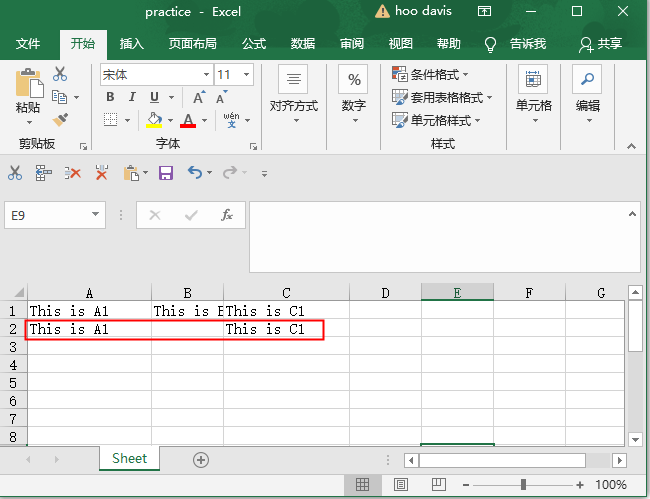 practice - Excel
hoo davis
文件 开始 插入 页面布局 公式 数据 审阅 视图 帮助 告诉我 共享
宋体 11
条件格式
粘贴
B I U A A
对齐方式 数字 套用表格格式 单元格 编辑
wén
A 文
单元格样式
%
剪贴板 字体 样式
E9 fx
A B C D E F G
1 This is A1 This is B This is C1
2 This is A1 This is C1
3
4
5
6
7
8
Sheet
100%